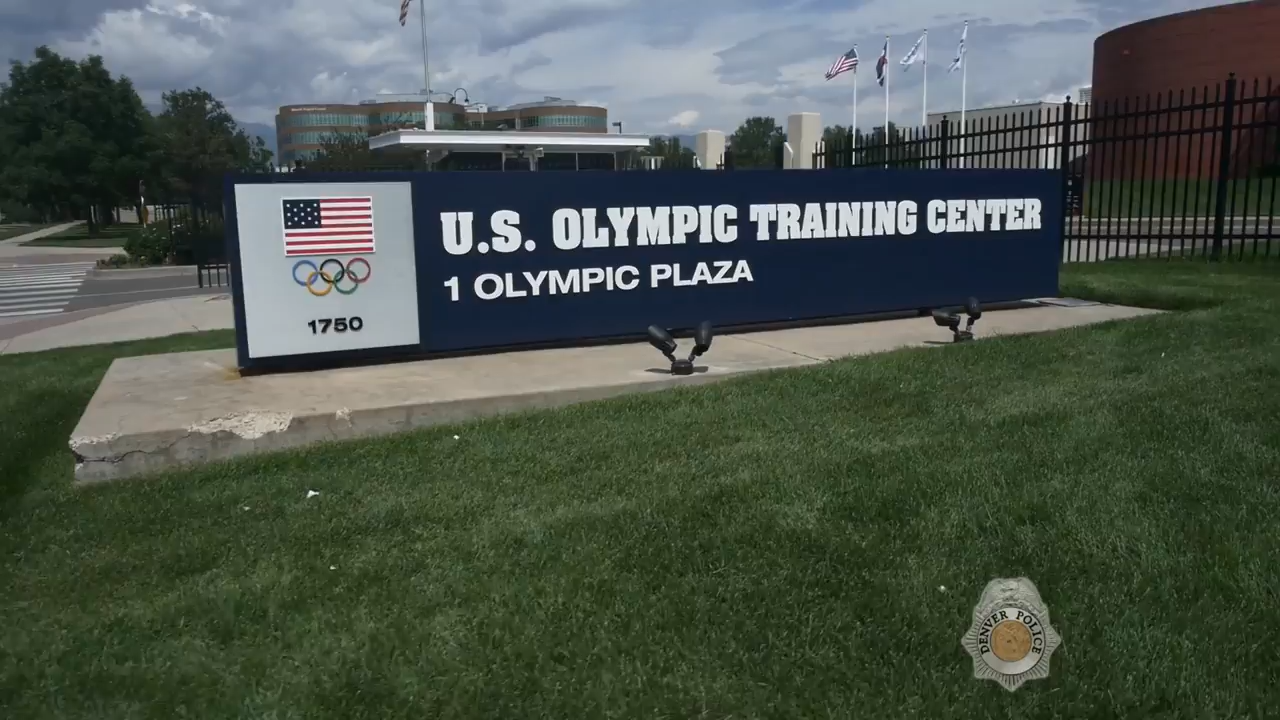 U.S. OLYMPIC TRAINING CENTER
1 OLYMPIC PLAZA
1750
DENVER POLICE